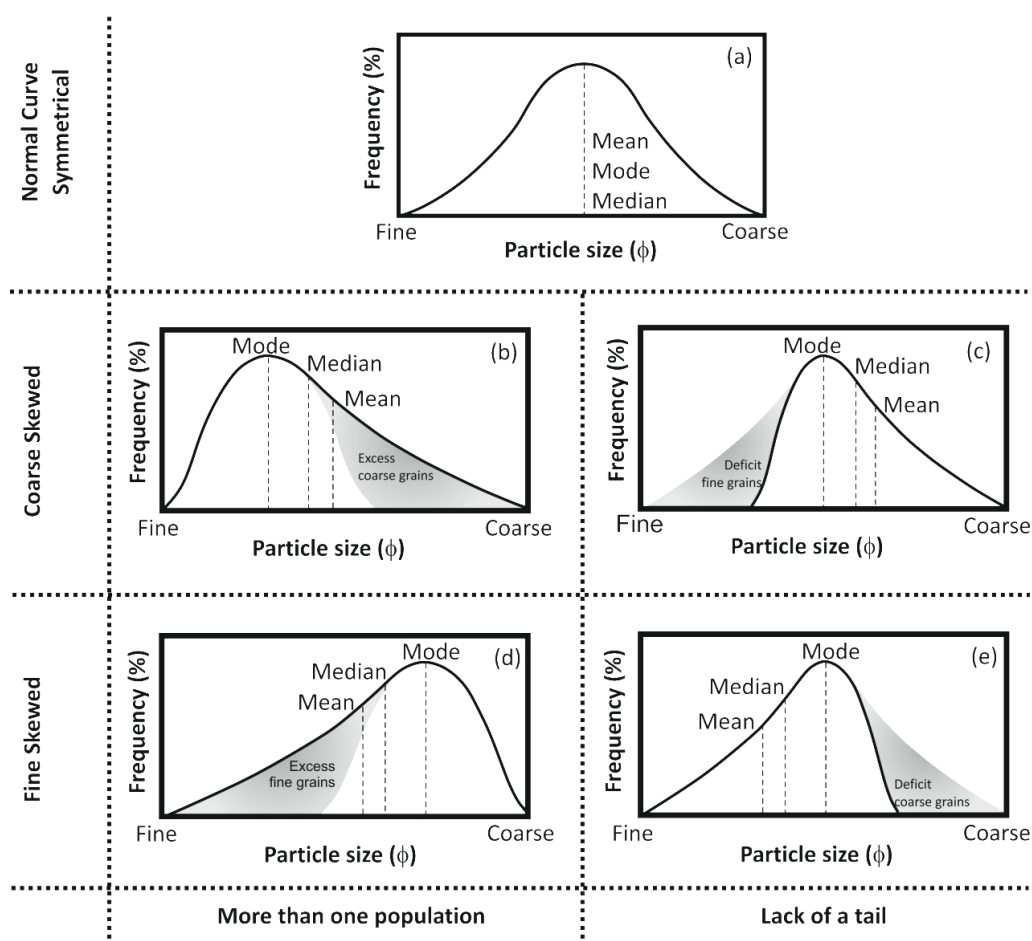 Normal Curve
Symmetrical
Frequency (%)
(a)
Mean
Mode
Median
Fine
Coarse
Particle size (ϕ)
Coarse Skewed
Frequency (%)
(b)
Mode
Median
Mean
Excess
coarse grains
Fine
Coarse
Particle size (ϕ)
Frequency (%)
(c)
Mode
Median
Mean
Deficit
fine grains
Fine
Coarse
Particle size (ϕ)
Fine Skewed
Frequency (%)
(d)
Mode
Median
Mean
Excess
fine grains
Fine
Coarse
Particle size (ϕ)
Frequency (%)
(e)
Mode
Median
Mean
Deficit
coarse grains
Fine
Coarse
Particle size (ϕ)
More than one population
Lack of a tail